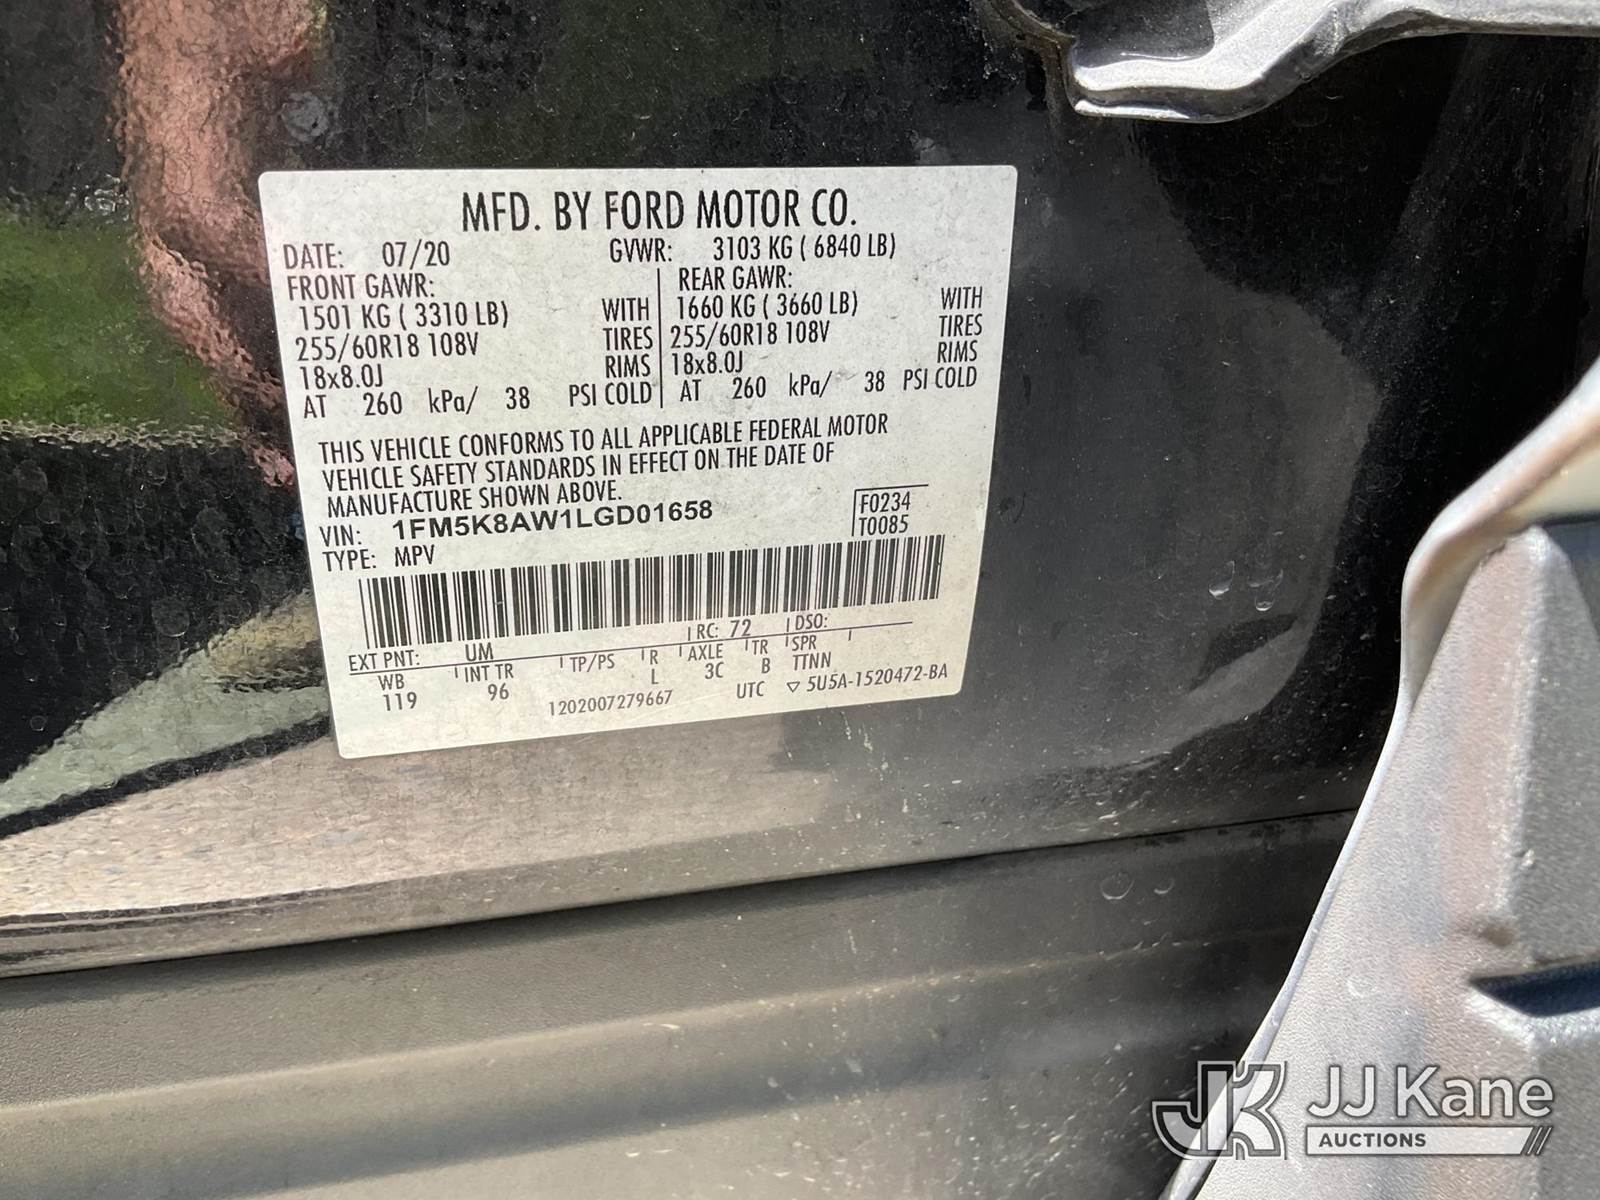 MFD. BY FORD MOTOR CO.
DATE: 07/20 GVWR: 3103 KG ( 6840 LB)
FRONT GAWR: REAR GAWR:
1501 KG ( 3310 LB) WITH 1660 KG ( 3660 LB) WITH
255/60R18 108V TIRES 255/60R18 108V TIRES
18x8.0J RIMS 18x8.0J RIMS
AT 260 kPa/ 38 PSI COLD AT 260 kPa/ 38 PSI COLD
THIS VEHICLE CONFORMS TO ALL APPLICABLE FEDERAL MOTOR
VEHICLE SAFETY STANDARDS IN EFFECT ON THE DATE OF
MANUFACTURE SHOWN ABOVE.
VIN: 1FM5K8AW1LGD01658 F0234
TYPE: MPV T0085
EXT PNT: UM RC: 72 DSO:
WB INT TR TP/PS R AXLE TR SPR
119 96 L 3C B TTNN
1202007279667 UTC ▽ 5U5A-1520472-BA
JK JJ Kane
AUCTIONS